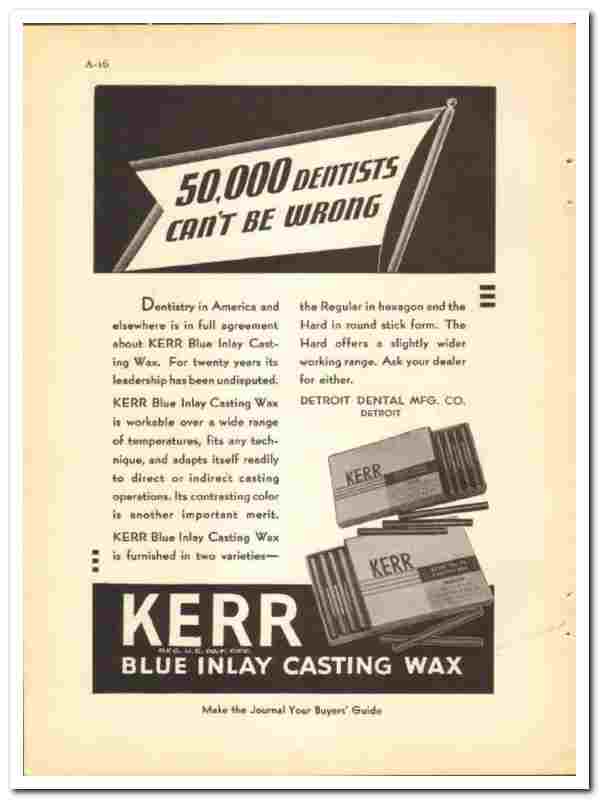 A-16
50,000 DENTISTS
CAN'T BE WRONG
Dentistry in America and
elsewhere is in full agreement
about KERR Blue Inlay Cast-
ing Wax. For twenty years its
leadership has been undisputed.
KERR Blue Inlay Casting Wax
is workable over a wide range
of temperatures, fits any tech-
nique, and adapts itself readily
to direct or indirect casting
operations. Its contrasting color
is another important merit.
KERR Blue Inlay Casting Wax
is furnished in two varieties—
the Regular in hexagon and the
Hard in round stick form. The
Hard offers a slightly wider
working range. Ask your dealer
for either.
DETROIT DENTAL MFG. CO.
DETROIT
KERR
KERR
KERR
REG. U.S. PAT. OFF.
BLUE INLAY CASTING WAX
Make the Journal Your Buyers' Guide